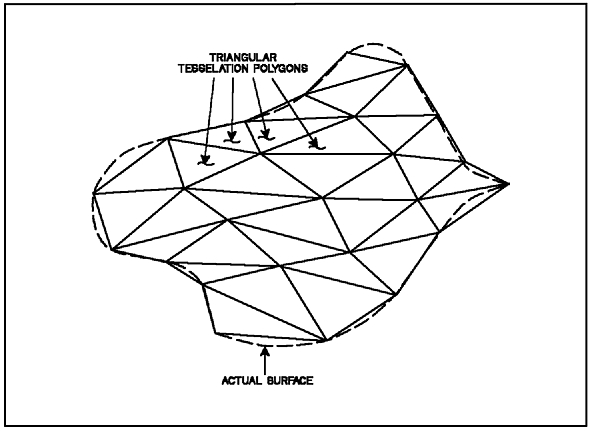 TRIANGULAR
TESSELATION POLYGONS
ACTUAL SURFACE